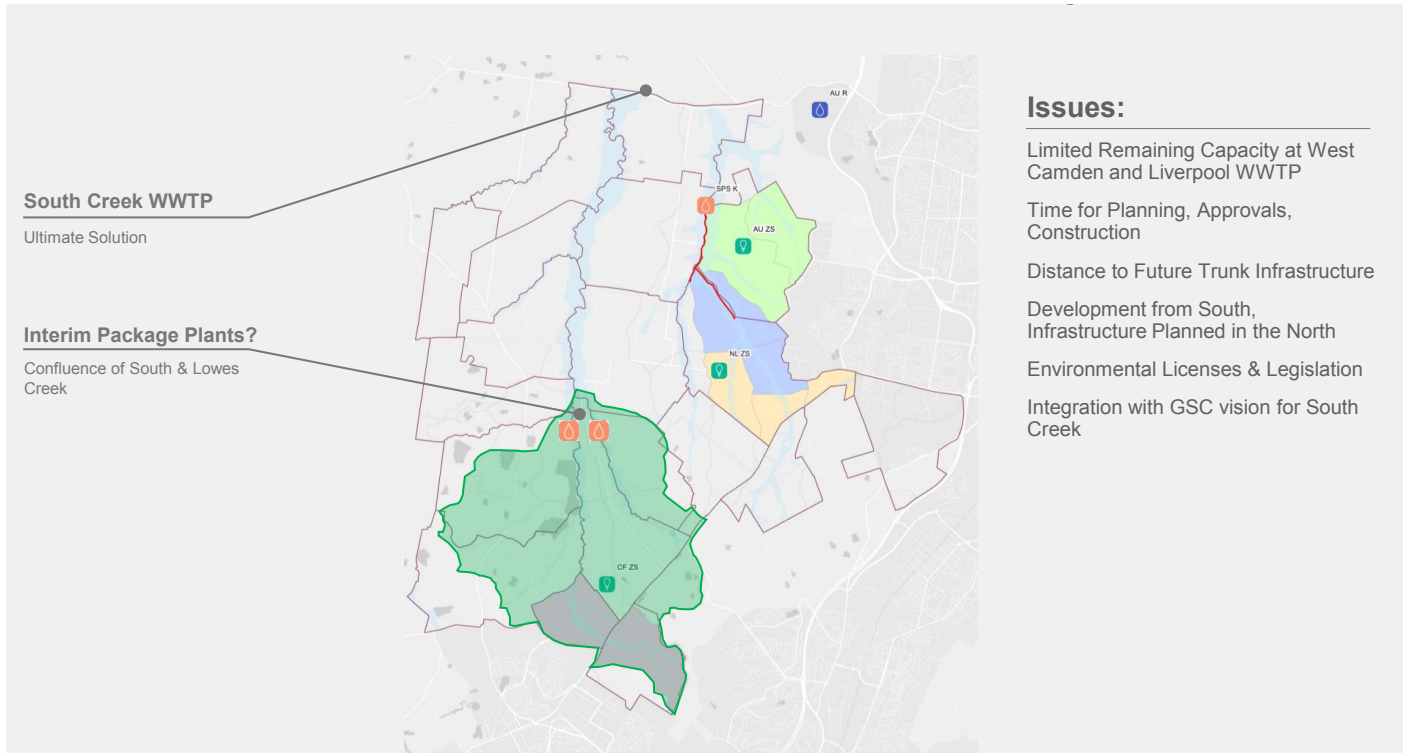 South Creek WWTP
Ultimate Solution
Interim Package Plants?
Confluence of South & Lowes
Creek
AU R
SPS K
AU ZS
NL ZS
CF ZS
Issues:
Limited Remaining Capacity at West
Camden and Liverpool WWTP
Time for Planning, Approvals,
Construction
Distance to Future Trunk Infrastructure
Development from South,
Infrastructure Planned in the North
Environmental Licenses & Legislation
Integration with GSC vision for South
Creek